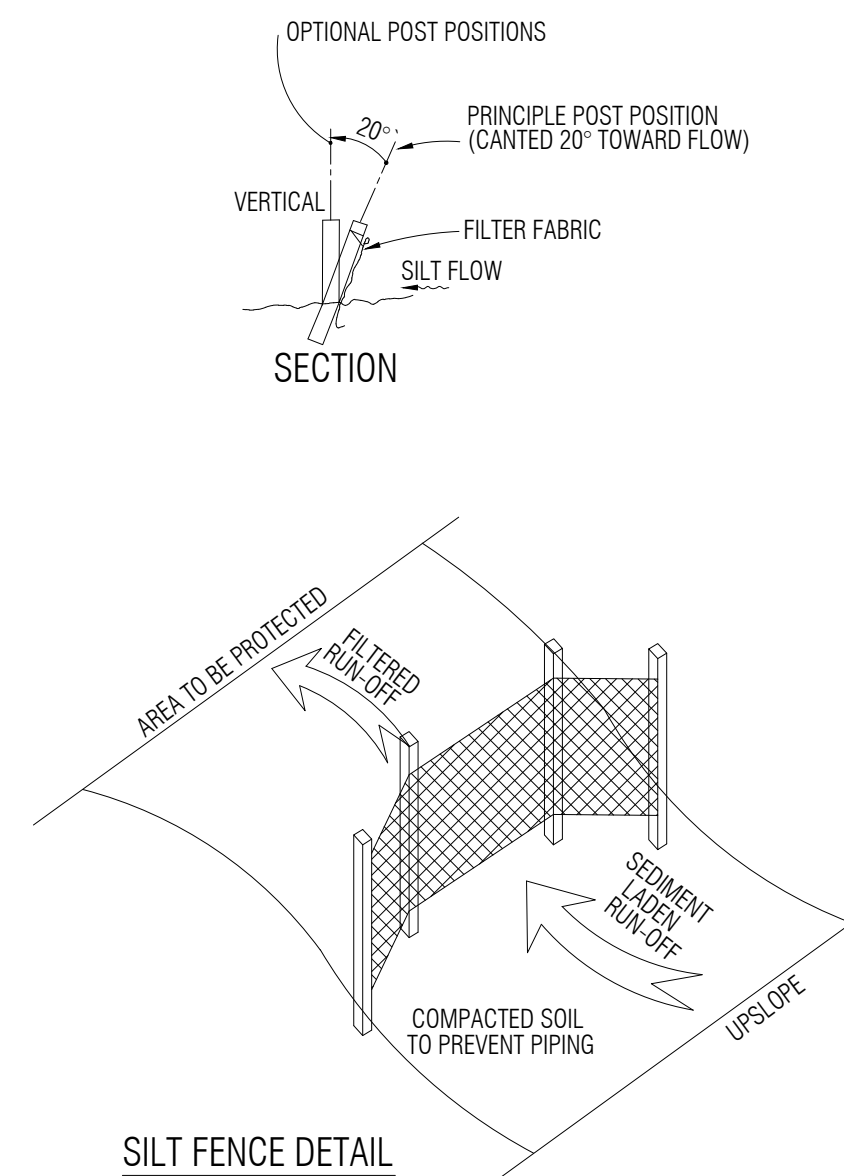 OPTIONAL POST POSITIONS
20°
PRINCIPLE POST POSITION
(CANTED 20° TOWARD FLOW)
VERTICAL
FILTER FABRIC
SILT FLOW
SECTION
AREA TO BE PROTECTED
FILTERED
RUN-OFF
SEDIMENT
LADEN
RUN-OFF
UPSLOPE
COMPACTED SOIL
TO PREVENT PIPING
SILT FENCE DETAIL